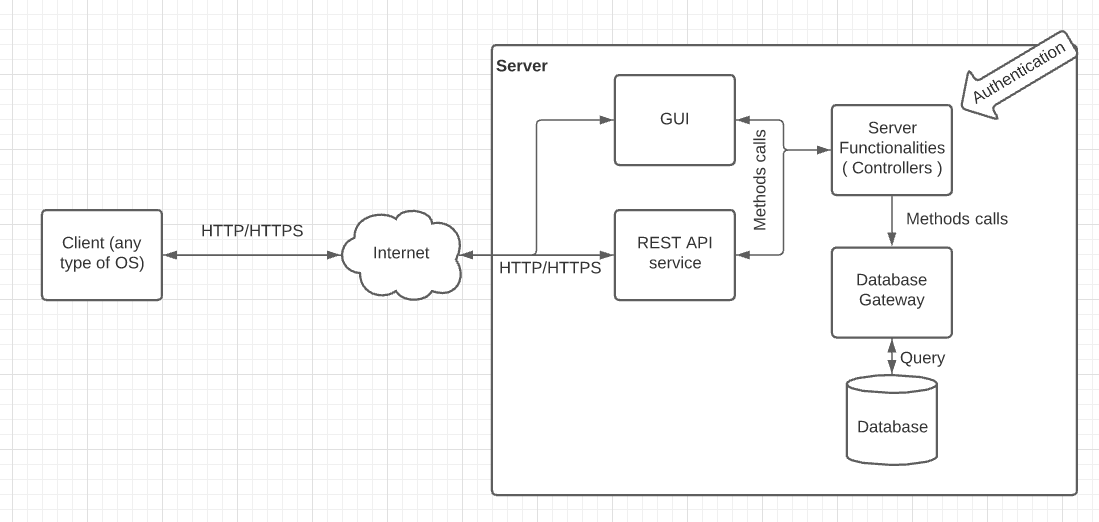 Server
Authentication
GUI
Server
Functionalities
( Controllers )
Methods calls
Client (any
type of OS)
HTTP/HTTPS
Internet
HTTP/HTTPS
REST API
service
Methods calls
Database
Gateway
Query
Database